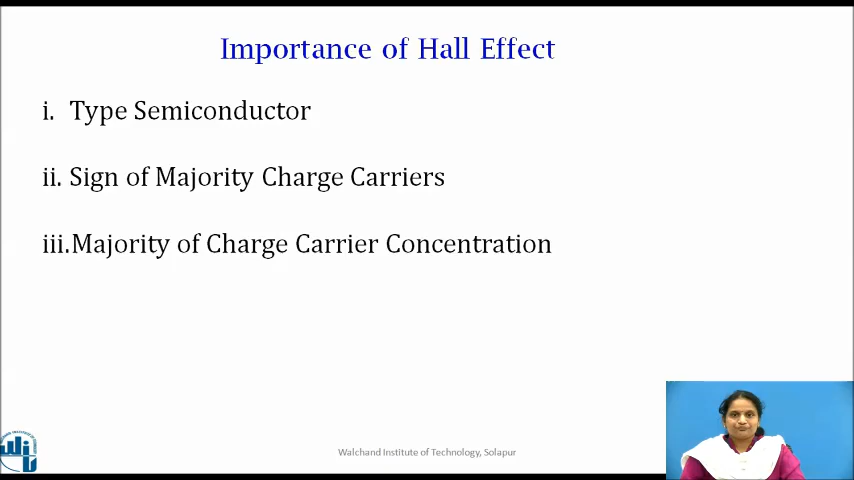 Importance of Hall Effect
i. Type Semiconductor
ii. Sign of Majority Charge Carriers
iii.Majority of Charge Carrier Concentration
Walchand Institute of Technology, Solapur